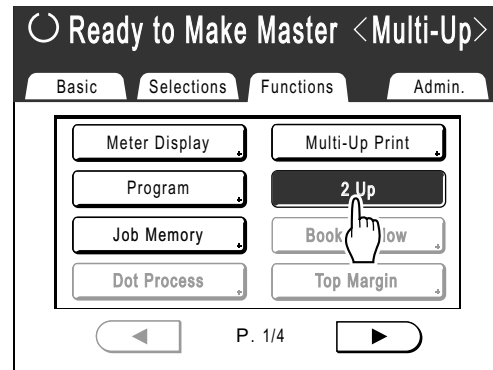 Ready to Make Master <Multi-Up>
Basic Selections Functions Admin.
Meter Display Multi-Up Print
Program 2 Up
Job Memory Book
Dot Process Top Margin
P. 1/4